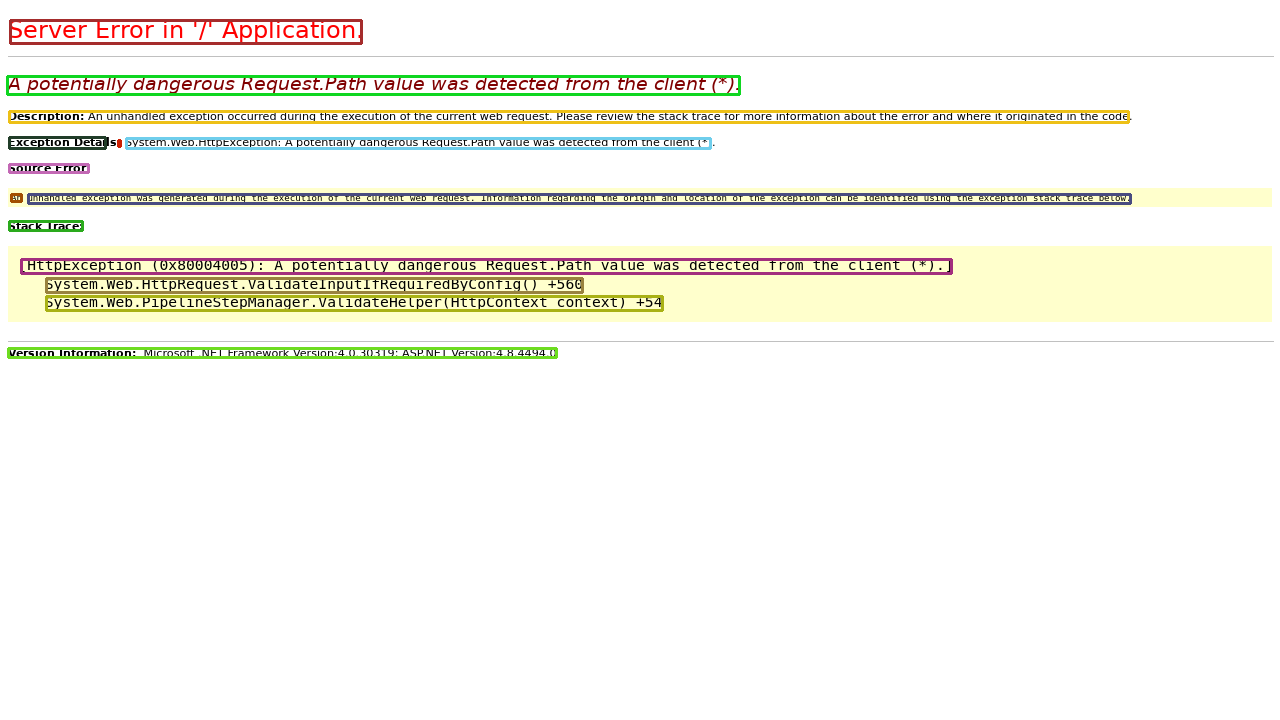 Server Error in '/' Application.
A potentially dangerous Request.Path value was detected from the client (*).
Description: An unhandled exception occurred during the execution of the current web request. Please review the stack trace for more information about the error and where it originated in the code.
Exception Details: System.Web.HttpException: A potentially dangerous Request.Path value was detected from the client (*).
Source Error:
An unhandled exception was generated during the execution of the current web request. Information regarding the origin and location of the exception can be identified using the exception stack trace below.
Stack Trace:
[HttpException (0x80004005): A potentially dangerous Request.Path value was detected from the client (*).]
System.Web.HttpRequest.ValidateInputIfRequiredByConfig() +560
System.Web.PipelineStepManager.ValidateHelper(HttpContext context) +54
Version Information: Microsoft .NET Framework Version:4.0.30319; ASP.NET Version:4.8.4494.0